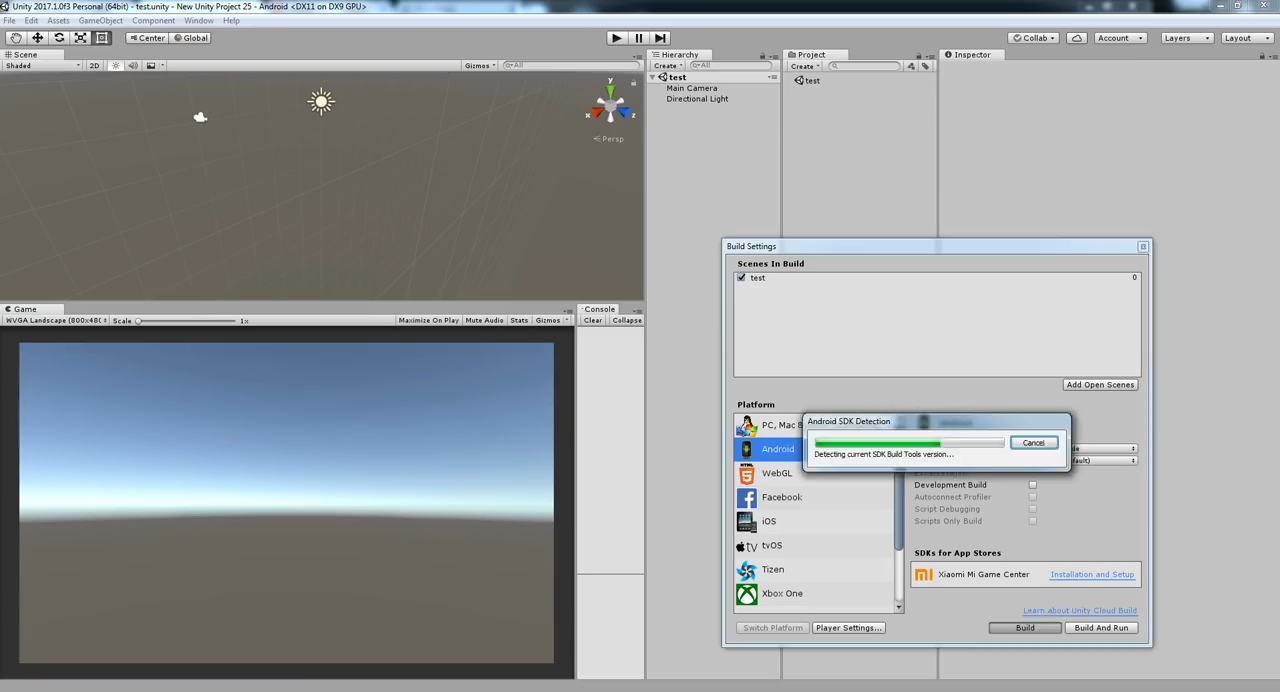 Unity 2017.1.0f3 Personal (64bit) - test.unity - New Unity Project 25 - Android <DX11 on DX9 GPU>
File Edit Assets GameObject Component Window Help
Center Global Collab Account Layers Layout
Scene
Shaded 2D Gizmos All
y
x z
Persp
Hierarchy
Create All
test
Main Camera
Directional Light
Project
Create
test
Inspector
Game
WVGA Landscape (800x48( Scale 1x Maximize On Play Mute Audio Stats Gizmos
Console
Clear Collapse
Build Settings
Scenes In Build
test 0
Add Open Scenes
Platform
PC, Mac
Android
HTML
WebGL
Facebook
iOS
tv tvOS
Tizen
Xbox One
Android SDK Detection
Cancel
Detecting current SDK Build Tools version...
Development Build
Autoconnect Profiler
Script Debugging
Scripts Only Build
SDKs for App Stores
Xiaomi Mi Game Center Installation and Setup
Learn about Unity Cloud Build
Switch Platform Player Settings... Build Build And Run